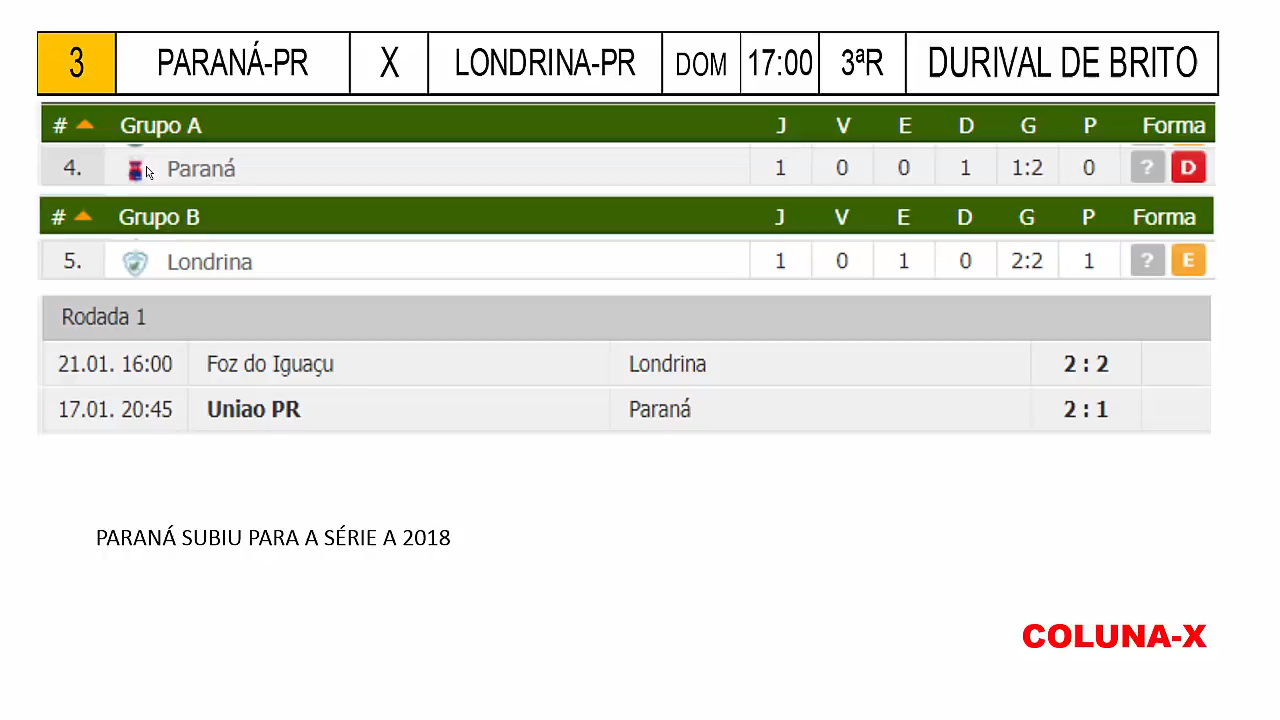 3 PARANÁ-PR X LONDRINA-PR DOM 17:00 3ªR DURIVAL DE BRITO
# Grupo A J V E D G P Forma
4. Paraná 1 0 0 1 1:2 0 ? D
# Grupo B J V E D G P Forma
5. Londrina 1 0 1 0 2:2 1 ? E
Rodada 1
21.01. 16:00 Foz do Iguaçu Londrina 2 : 2
17.01. 20:45 Uniao PR Paraná 2 : 1
PARANÁ SUBIU PARA A SÉRIE A 2018
COLUNA-X